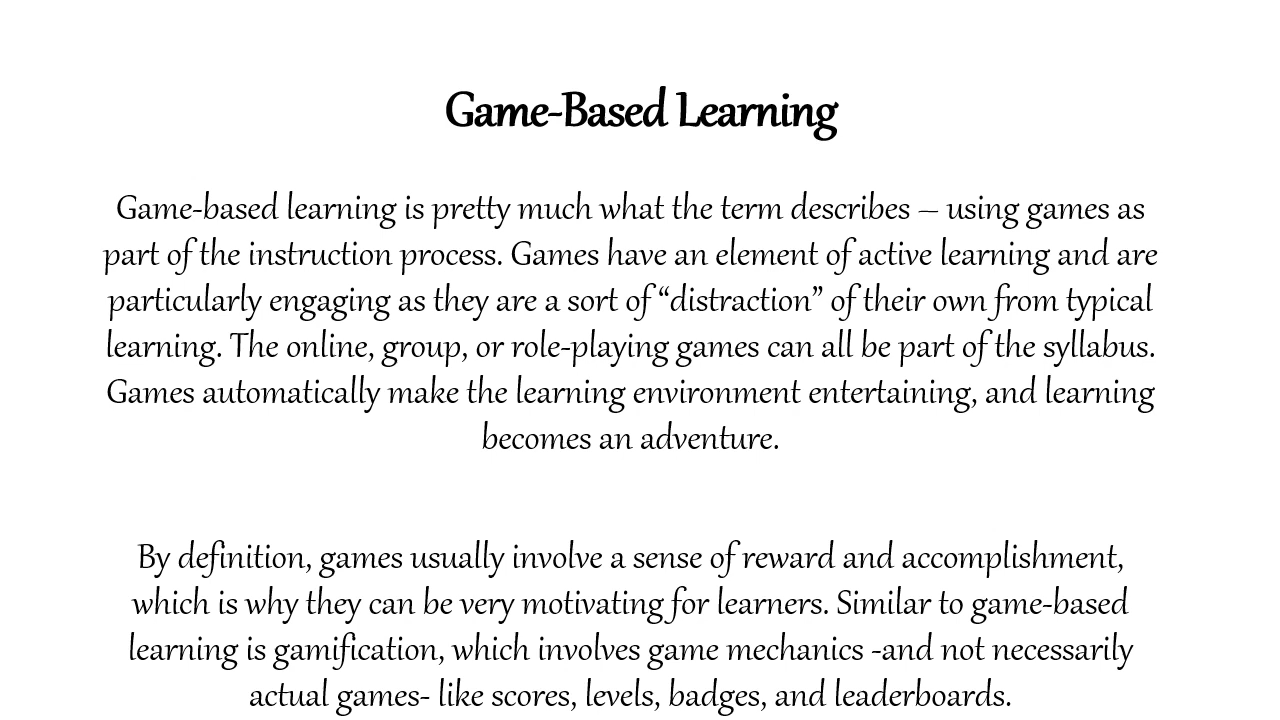 Game-Based Learning
Game-based learning is pretty much what the term describes – using games as
part of the instruction process. Games have an element of active learning and are
particularly engaging as they are a sort of “distraction” of their own from typical
learning. The online, group, or role-playing games can all be part of the syllabus.
Games automatically make the learning environment entertaining, and learning
becomes an adventure.
By definition, games usually involve a sense of reward and accomplishment,
which is why they can be very motivating for learners. Similar to game-based
learning is gamification, which involves game mechanics -and not necessarily
actual games- like scores, levels, badges, and leaderboards.